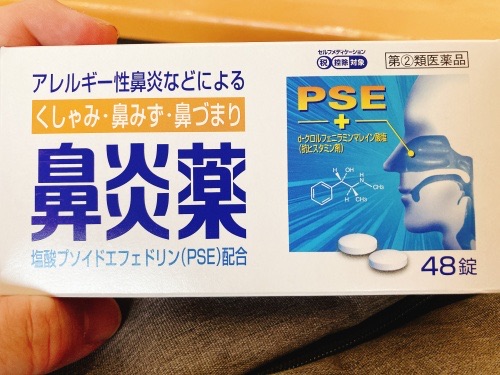 アレルギー性鼻炎などによる
くしゃみ・鼻みず・鼻づまり
鼻炎薬
塩酸プソイドエフェドリン(PSE)配合
セルフメディケーション
税 控除 対象
第②類医薬品
PSE
+
d-クロルフェニラミンマレイン酸塩
(抗ヒスタミン剤)
H OH H
N CH₃
H CH₃
48錠